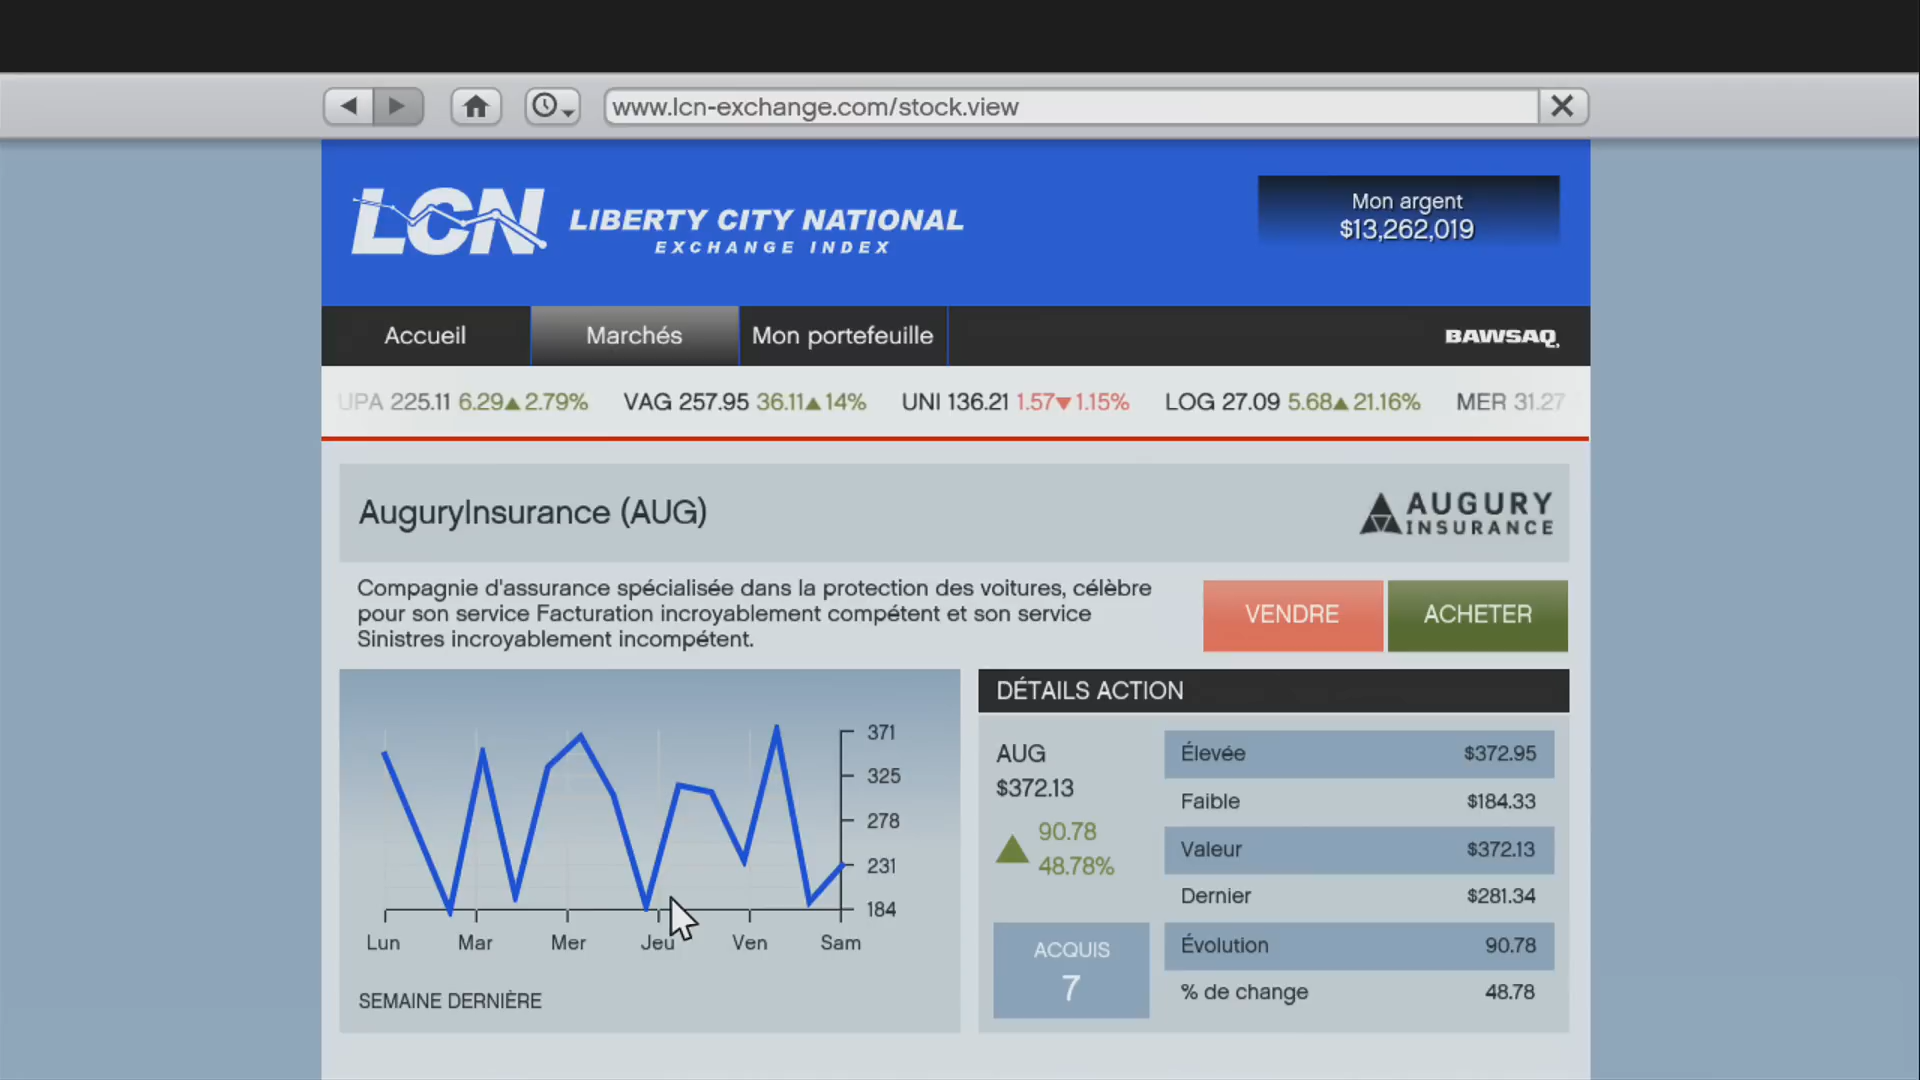 www.lcn-exchange.com/stock.view
LCN
LIBERTY CITY NATIONAL
EXCHANGE INDEX
Mon argent
$13,262,019
Accueil
Marchés
Mon portefeuille
BAWSAQ
UPA 225.11 6.29▲2.79% VAG 257.95 36.11▲14% UNI 136.21 1.57▼1.15% LOG 27.09 5.68▲21.16% MER 31.27
AuguryInsurance (AUG)
AUGURY
INSURANCE
Compagnie d'assurance spécialisée dans la protection des voitures, célèbre
pour son service Facturation incroyablement compétent et son service
Sinistres incroyablement incompétent.
VENDRE
ACHETER
371
325
278
231
184
Lun Mar Mer Jeu Ven Sam
SEMAINE DERNIÈRE
DÉTAILS ACTION
AUG
$372.13
90.78
48.78%
ACQUIS
7
Élevée $372.95
Faible $184.33
Valeur $372.13
Dernier $281.34
Évolution 90.78
% de change 48.78